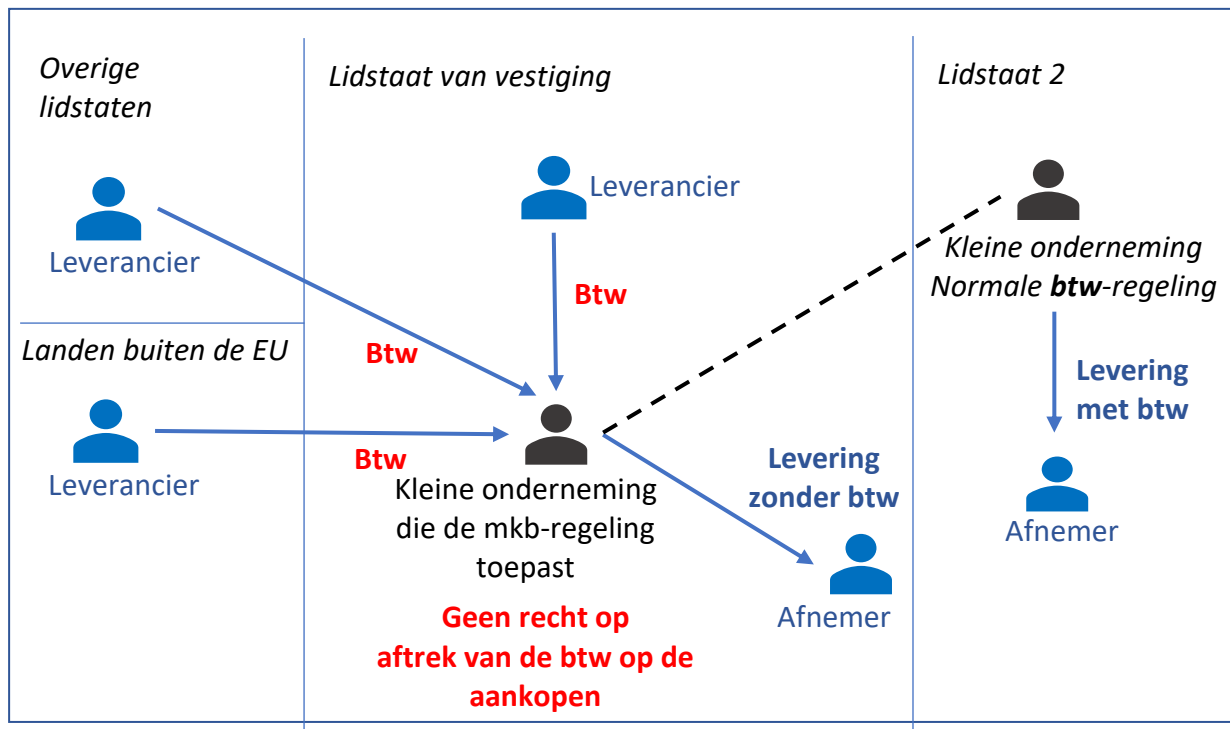 Overige
lidstaten
Leverancier
Btw
Landen buiten de EU
Leverancier
Btw
Lidstaat van vestiging
Leverancier
Btw
Kleine onderneming
die de mkb-regeling
toepast
Geen recht op
aftrek van de btw op de
aankopen
Levering
zonder btw
Afnemer
Lidstaat 2
Kleine onderneming
Normale btw-regeling
Levering
met btw
Afnemer